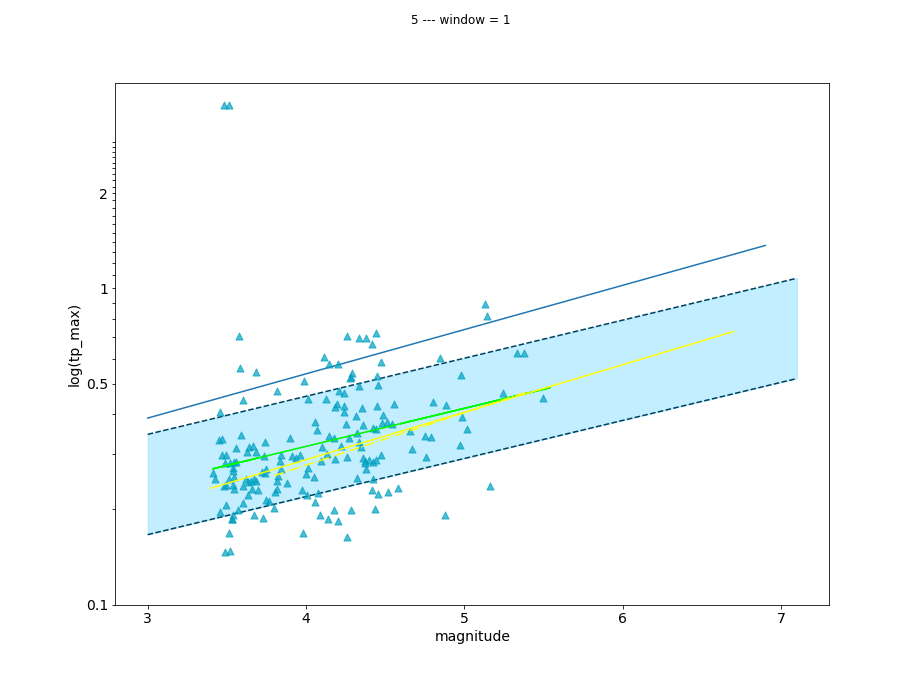 5 --- window = 1
log(tp_max)
2
1
0.5
0.1
3 4 5 6 7
magnitude